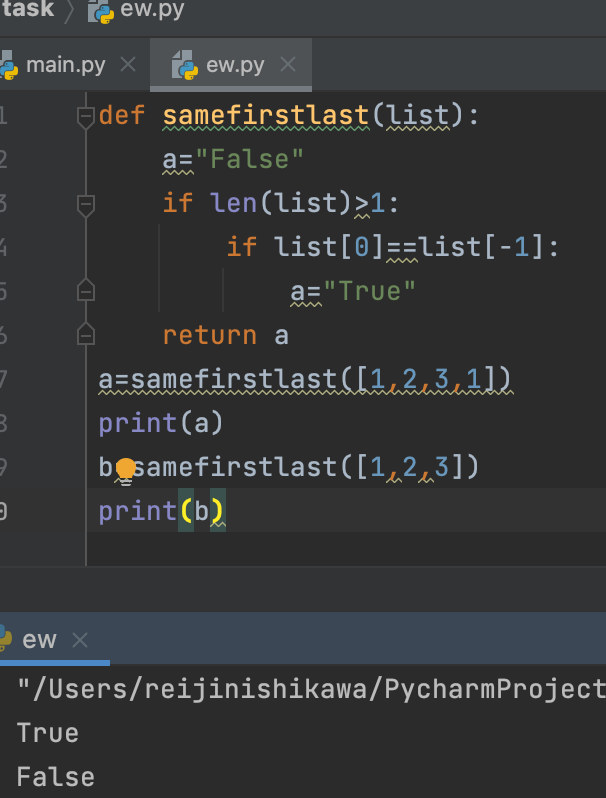 task 〉 ew.py
main.py × ew.py ×
1 def samefirstlast(list):
2 a="False"
3 if len(list)>1:
4 if list[0]==list[-1]:
5 a="True"
6 return a
7 a=samefirstlast([1,2,3,1])
8 print(a)
9 b samefirstlast([1,2,3])
0 print(b)
ew ×
"/Users/reijinishikawa/PycharmProject
True
False